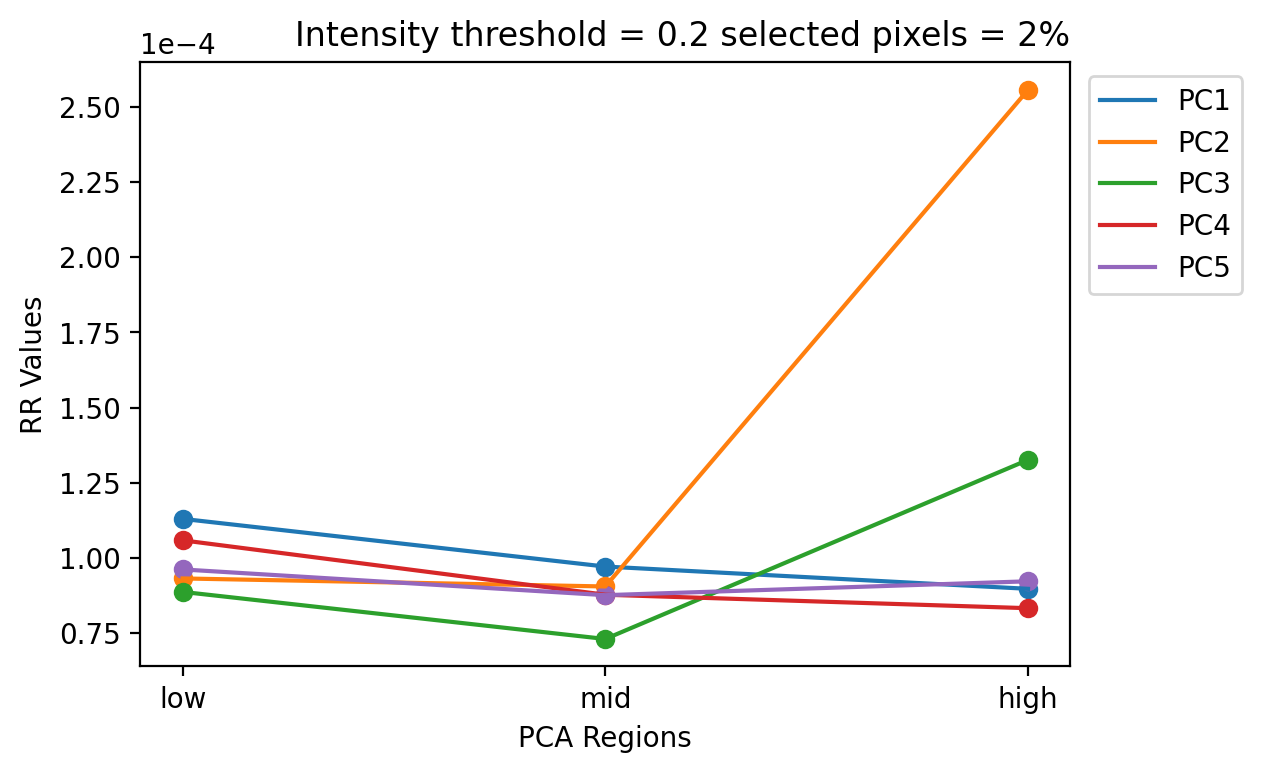 Intensity threshold = 0.2 selected pixels = 2%
1e−4
2.50
2.25
2.00
1.75
1.50
1.25
1.00
0.75
RR Values
low
mid
high
PCA Regions
PC1
PC2
PC3
PC4
PC5